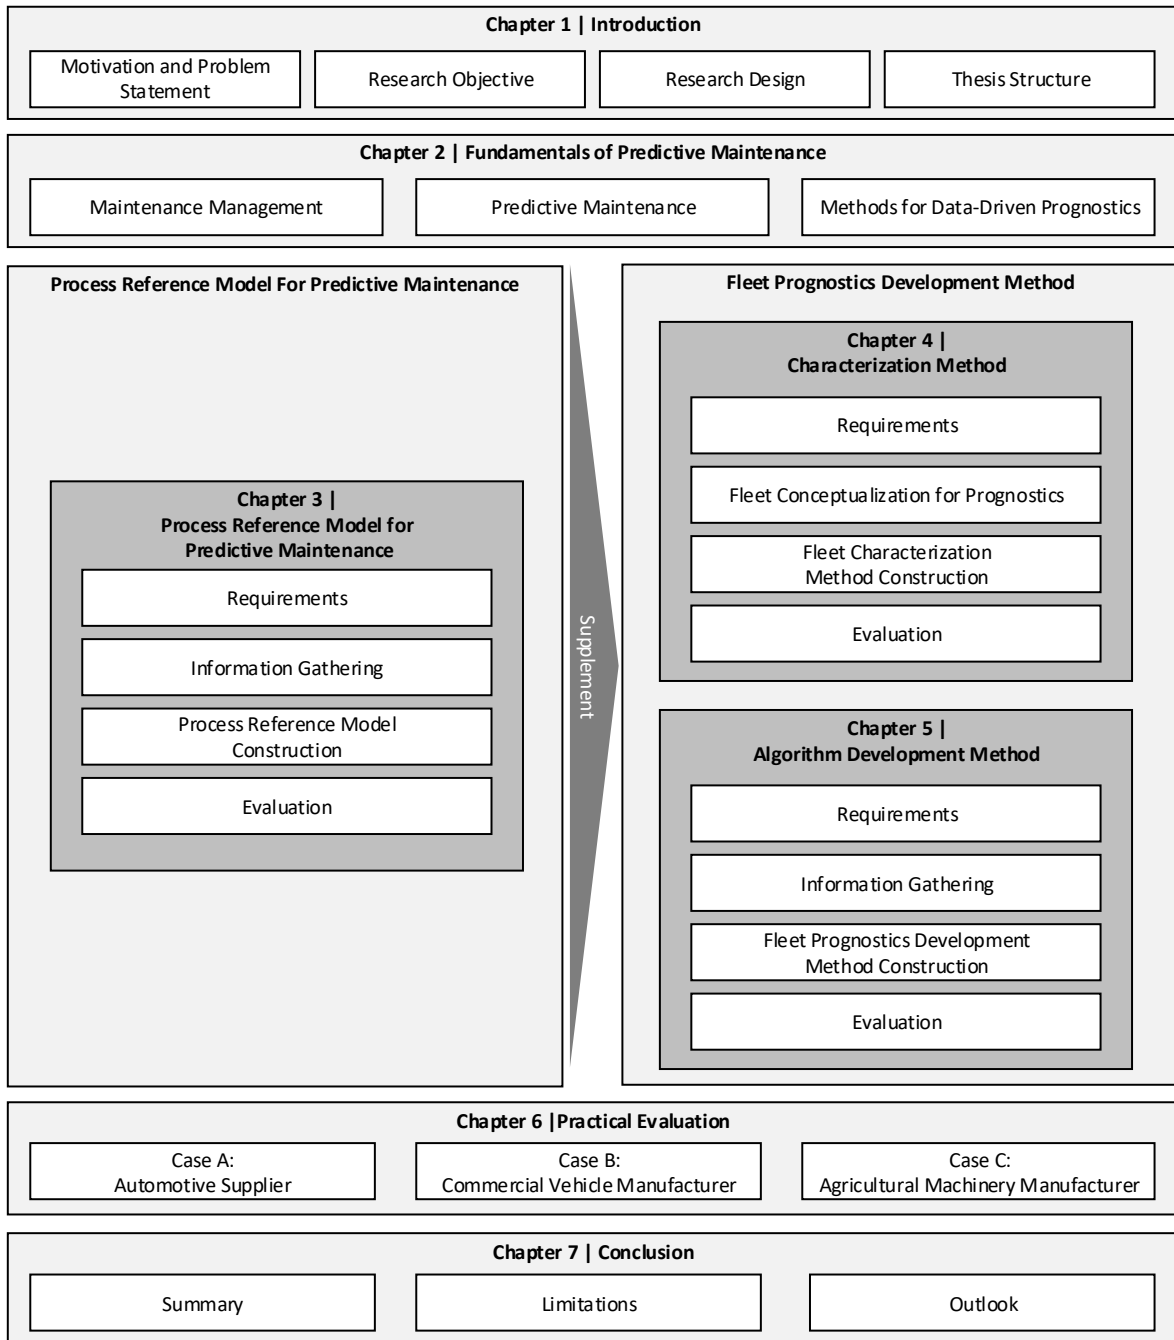 Chapter 1 | Introduction
Motivation and Problem
Statement
Research Objective
Research Design
Thesis Structure
Chapter 2 | Fundamentals of Predictive Maintenance
Maintenance Management
Predictive Maintenance
Methods for Data-Driven Prognostics
Process Reference Model For Predictive Maintenance
Chapter 3 |
Process Reference Model for
Predictive Maintenance
Requirements
Information Gathering
Process Reference Model
Construction
Evaluation
Supplement
Fleet Prognostics Development Method
Chapter 4 |
Characterization Method
Requirements
Fleet Conceptualization for Prognostics
Fleet Characterization
Method Construction
Evaluation
Chapter 5 |
Algorithm Development Method
Requirements
Information Gathering
Fleet Prognostics Development
Method Construction
Evaluation
Chapter 6 |Practical Evaluation
Case A:
Automotive Supplier
Case B:
Commercial Vehicle Manufacturer
Case C:
Agricultural Machinery Manufacturer
Chapter 7 | Conclusion
Summary
Limitations
Outlook